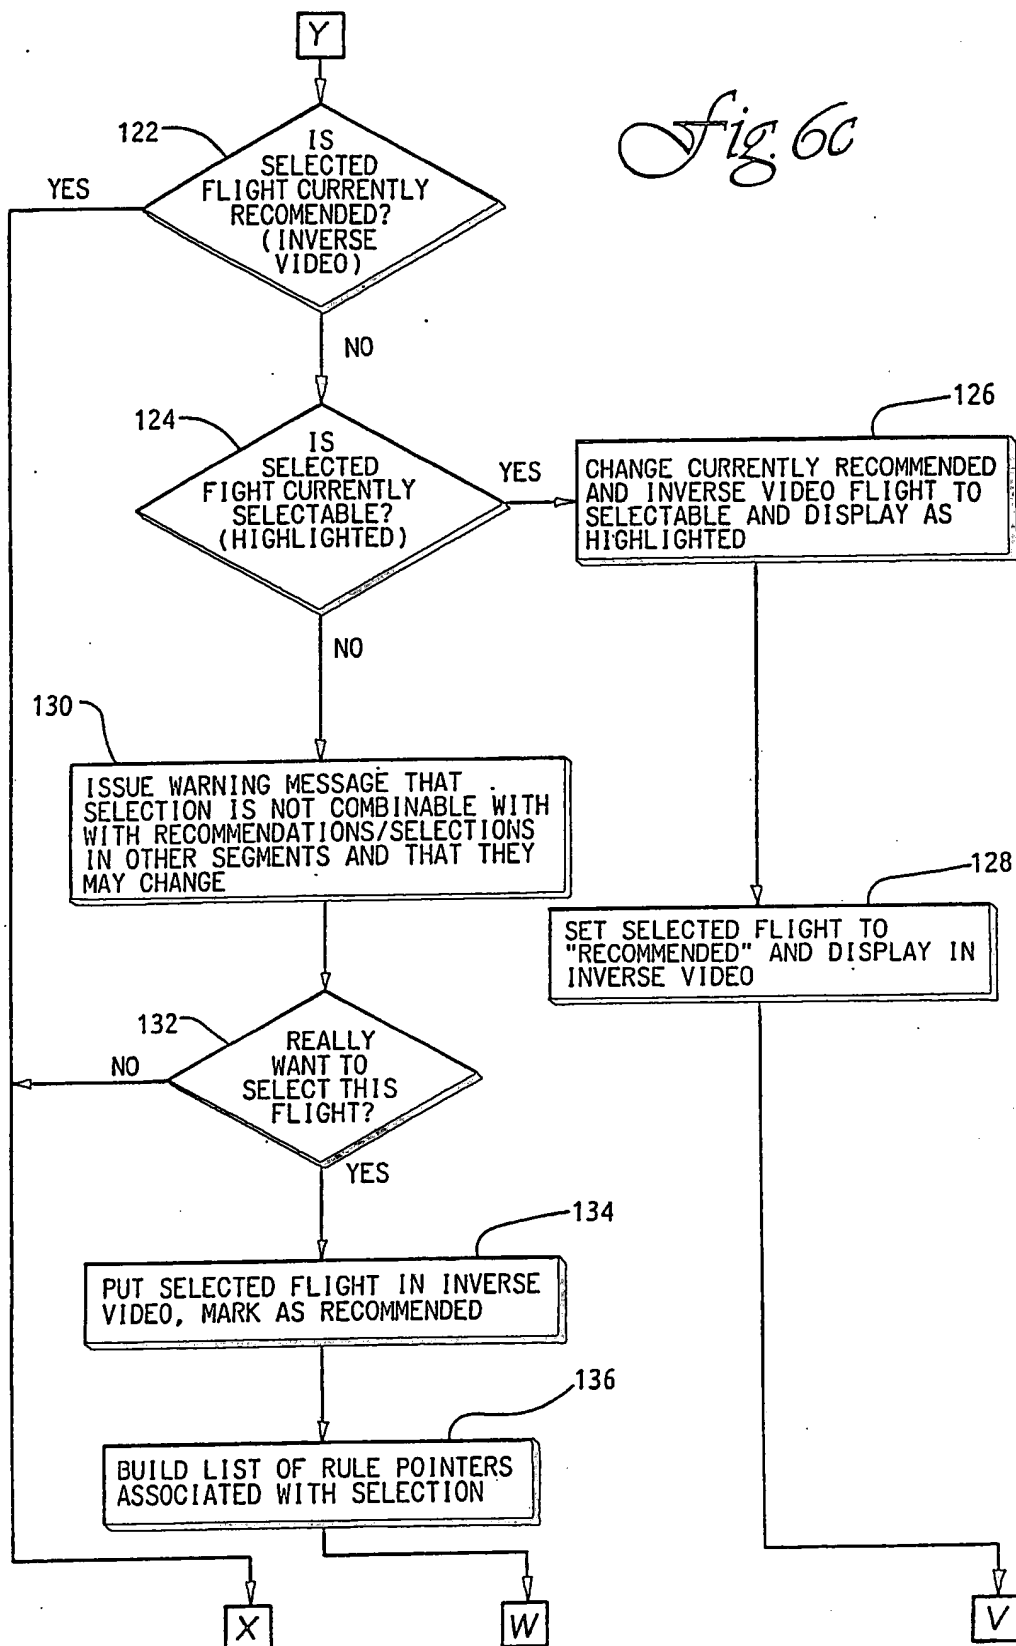 Y
Fig. 6c
122
IS
SELECTED
FLIGHT CURRENTLY
RECOMENDED?
(INVERSE
VIDEO)
YES
NO
124
IS
SELECTED
FIGHT CURRENTLY
SELECTABLE?
(HIGHLIGHTED)
YES
126
CHANGE CURRENTLY RECOMMENDED
AND INVERSE VIDEO FLIGHT TO
SELECTABLE AND DISPLAY AS
HIGHLIGHTED
NO
130
ISSUE WARNING MESSAGE THAT
SELECTION IS NOT COMBINABLE WITH
WITH RECOMMENDATIONS/SELECTIONS
IN OTHER SEGMENTS AND THAT THEY
MAY CHANGE
128
SET SELECTED FLIGHT TO
"RECOMMENDED" AND DISPLAY IN
INVERSE VIDEO
132
REALLY
WANT TO
SELECT THIS
FLIGHT?
NO
YES
134
PUT SELECTED FLIGHT IN INVERSE
VIDEO, MARK AS RECOMMENDED
136
BUILD LIST OF RULE POINTERS
ASSOCIATED WITH SELECTION
X
W
V